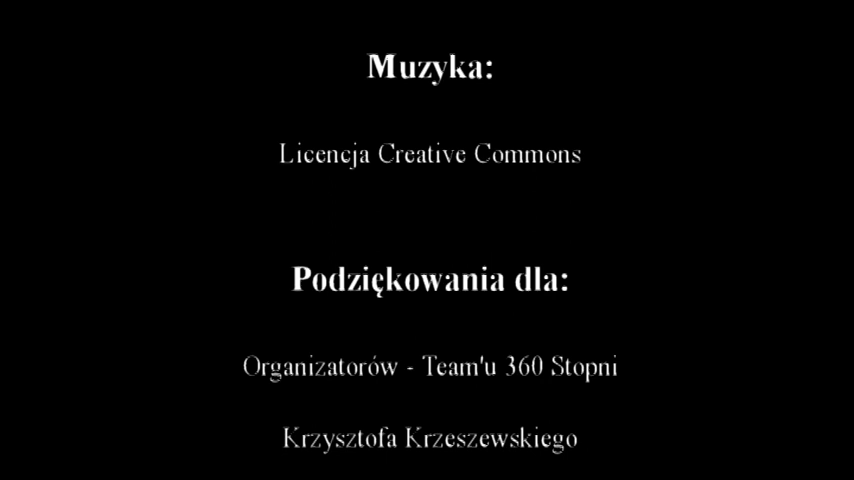 Muzyka:
Licencja Creative Commons
Podziękowania dla:
Organizatorów - Team'u 360 Stopni
Krzysztofa Krzeszewskiego